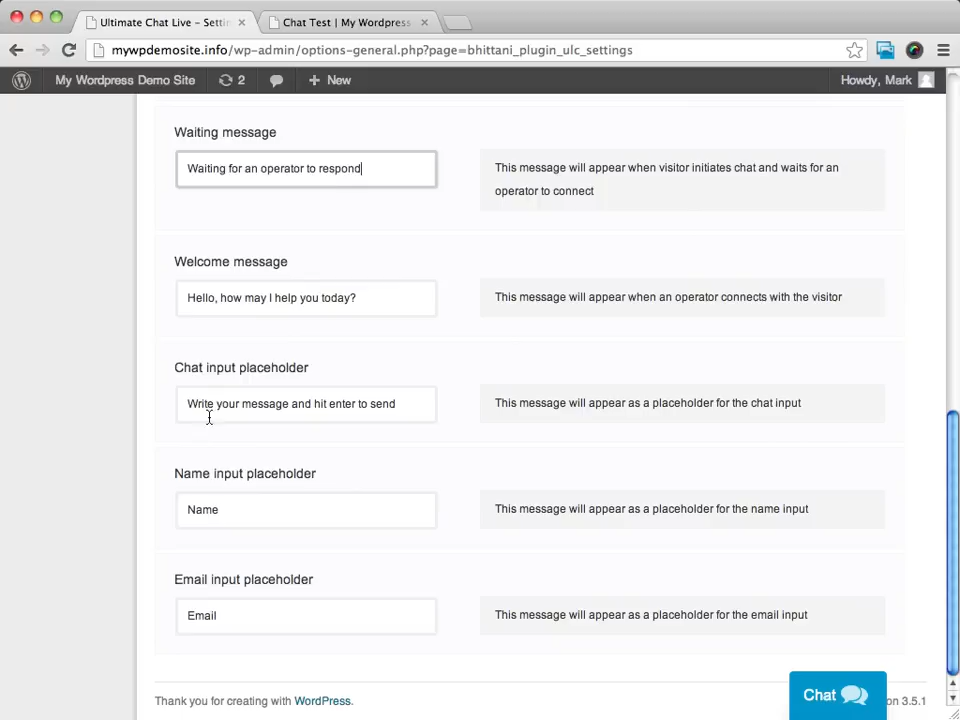 Ultimate Chat Live – Settin
Chat Test | My Wordpress
mywpdemosite.info/wp-admin/options-general.php?page=bhittani_plugin_ulc_settings
My Wordpress Demo Site 2 + New Howdy, Mark
Waiting message
Waiting for an operator to respond
This message will appear when visitor initiates chat and waits for an
operator to connect
Welcome message
Hello, how may I help you today?
This message will appear when an operator connects with the visitor
Chat input placeholder
Write your message and hit enter to send
This message will appear as a placeholder for the chat input
Name input placeholder
Name
This message will appear as a placeholder for the name input
Email input placeholder
Email
This message will appear as a placeholder for the email input
Thank you for creating with WordPress.
Chat
on 3.5.1